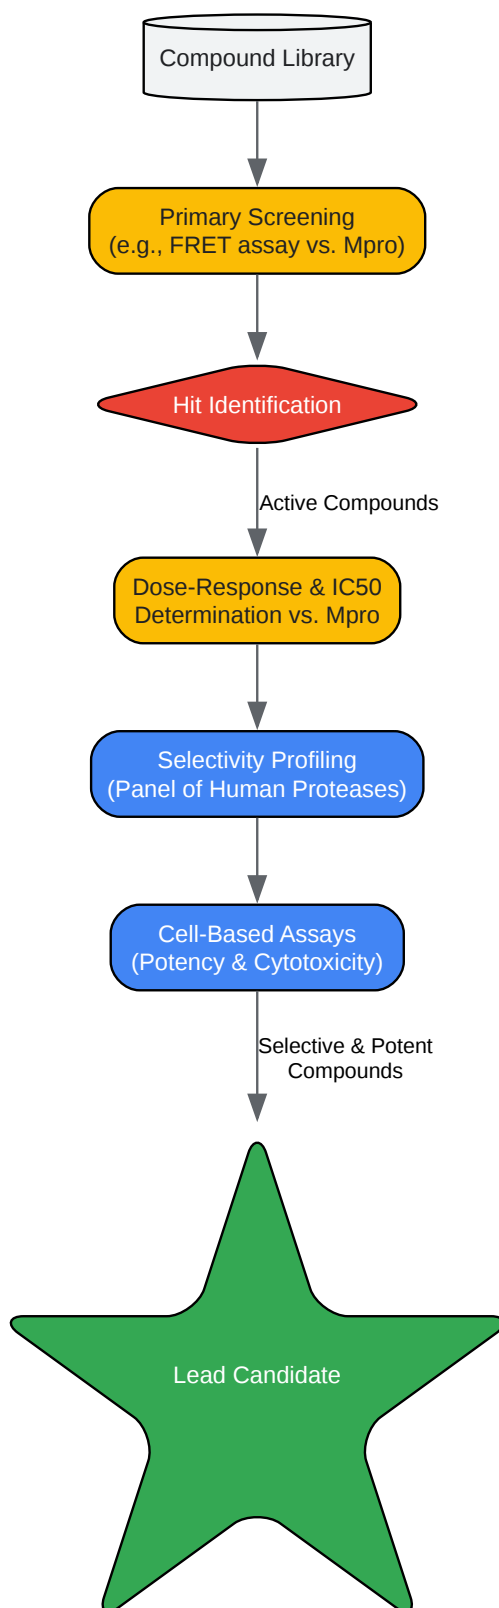 Compound Library
Primary Screening
(e.g., FRET assay vs. Mpro)
Hit Identification
Active Compounds
Dose-Response & IC50
Determination vs. Mpro
Selectivity Profiling
(Panel of Human Proteases)
Cell-Based Assays
(Potency & Cytotoxicity)
Selective & Potent
Compounds
Lead Candidate